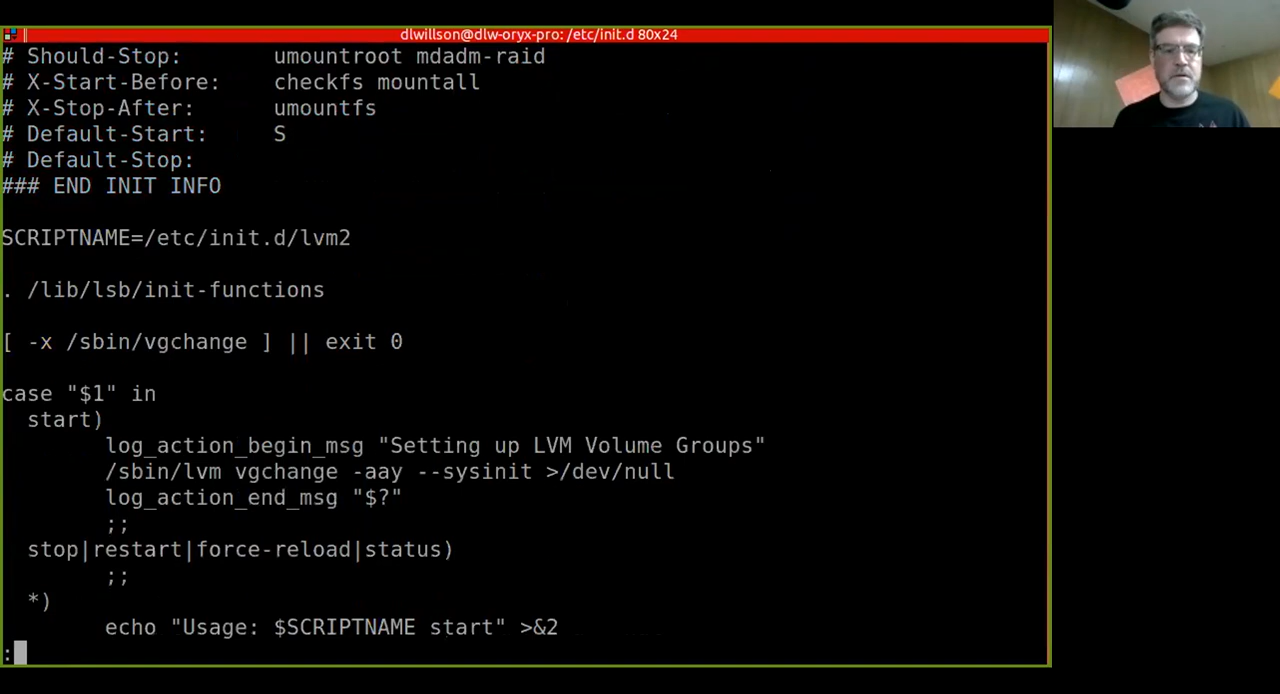 dlwillson@dlw-oryx-pro: /etc/init.d 80x24
# Should-Stop:       umountroot mdadm-raid
# X-Start-Before:    checkfs mountall
# X-Stop-After:      umountfs
# Default-Start:     S
# Default-Stop:
### END INIT INFO
SCRIPTNAME=/etc/init.d/lvm2
. /lib/lsb/init-functions
[ -x /sbin/vgchange ] || exit 0
case "$1" in
  start)
        log_action_begin_msg "Setting up LVM Volume Groups"
        /sbin/lvm vgchange -aay --sysinit >/dev/null
        log_action_end_msg "$?"
        ;;
  stop|restart|force-reload|status)
        ;;
  *)
        echo "Usage: $SCRIPTNAME start" >&2
: